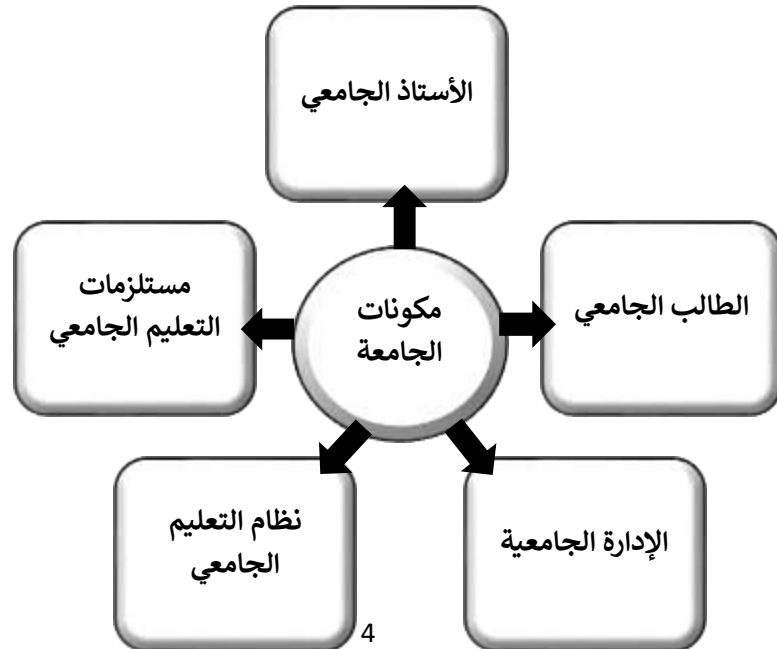 الأستاذ الجامعي
مستلزمات
التعليم الجامعي
مكونات
الجامعة
الطالب الجامعي
نظام التعليم
الجامعي
الإدارة الجامعية
4